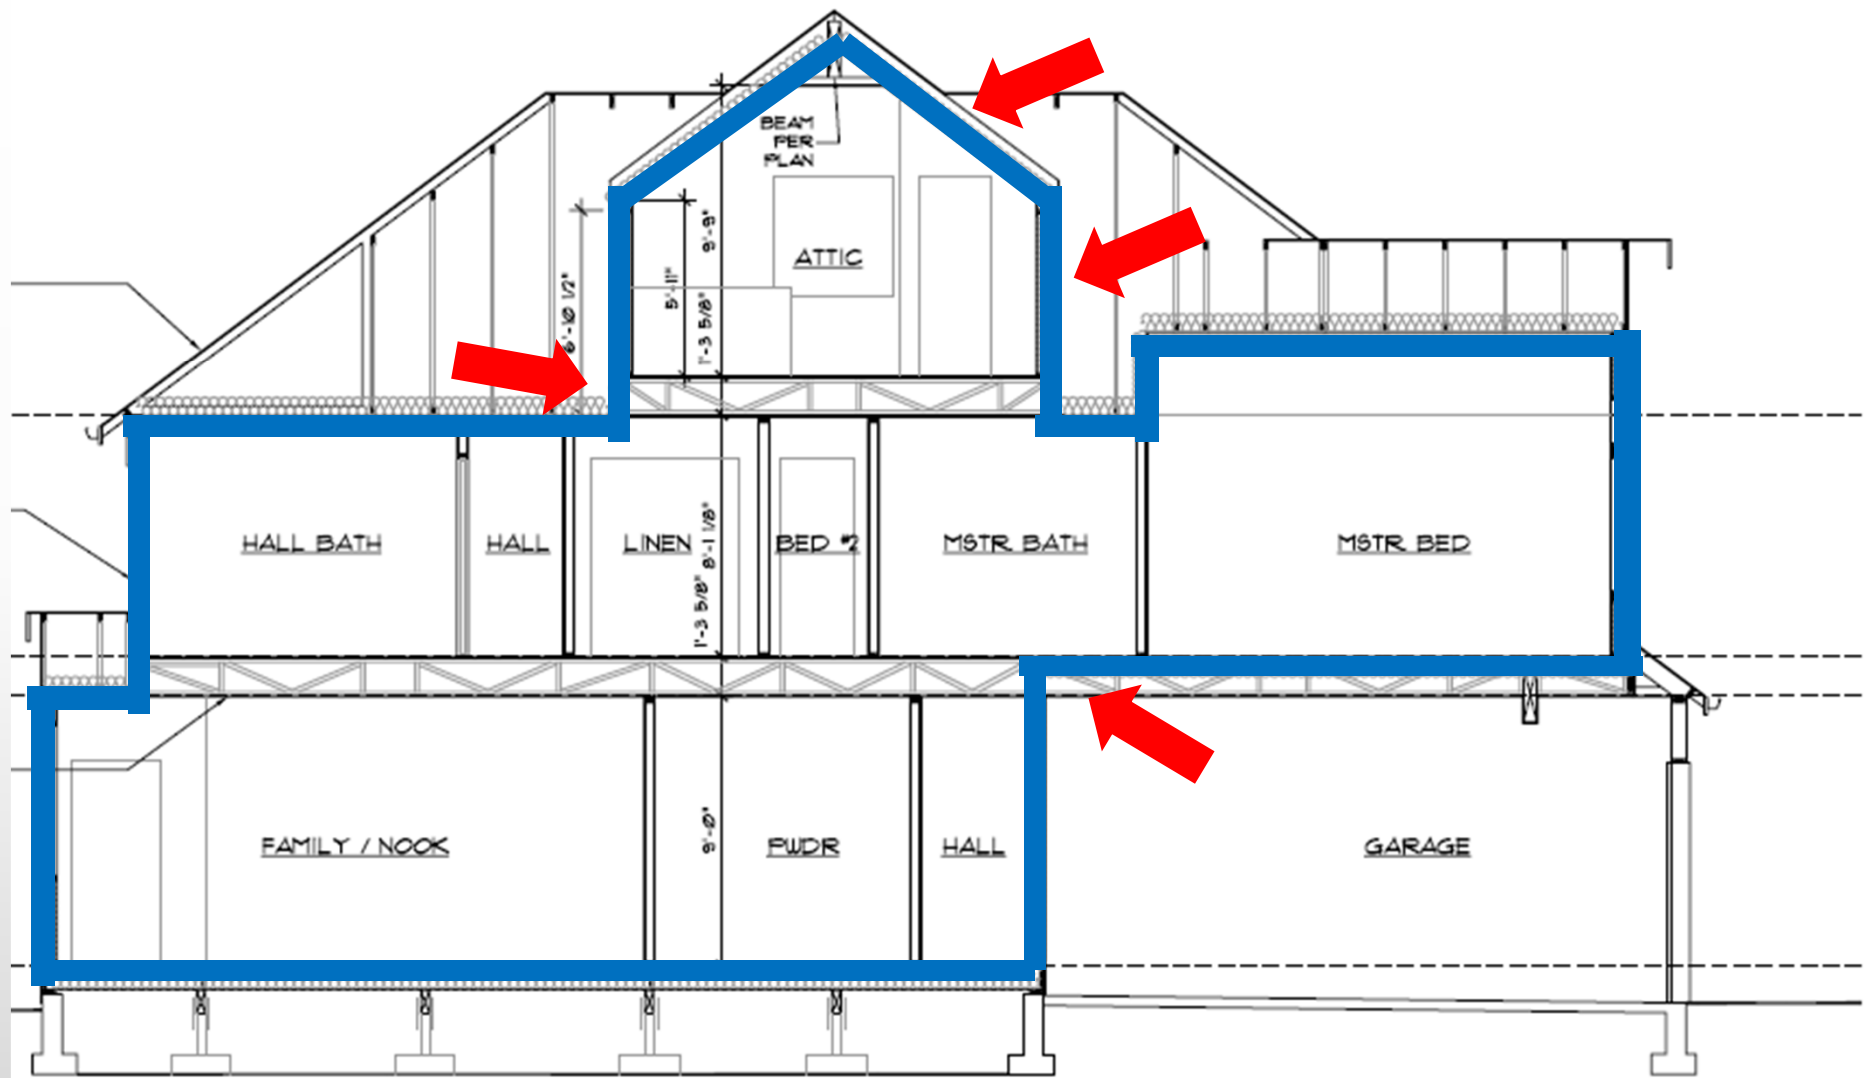 BEAM
PER
PLAN
ATTIC
9'-9"
5'-11"
6'-10 1/2"
1'-3 5/8"
HALL BATH
HALL
LINEN
BED #2
MSTR BATH
MSTR BED
8'-1 1/8"
1'-3 5/8"
FAMILY / NOOK
9'-0"
PWDR
HALL
GARAGE